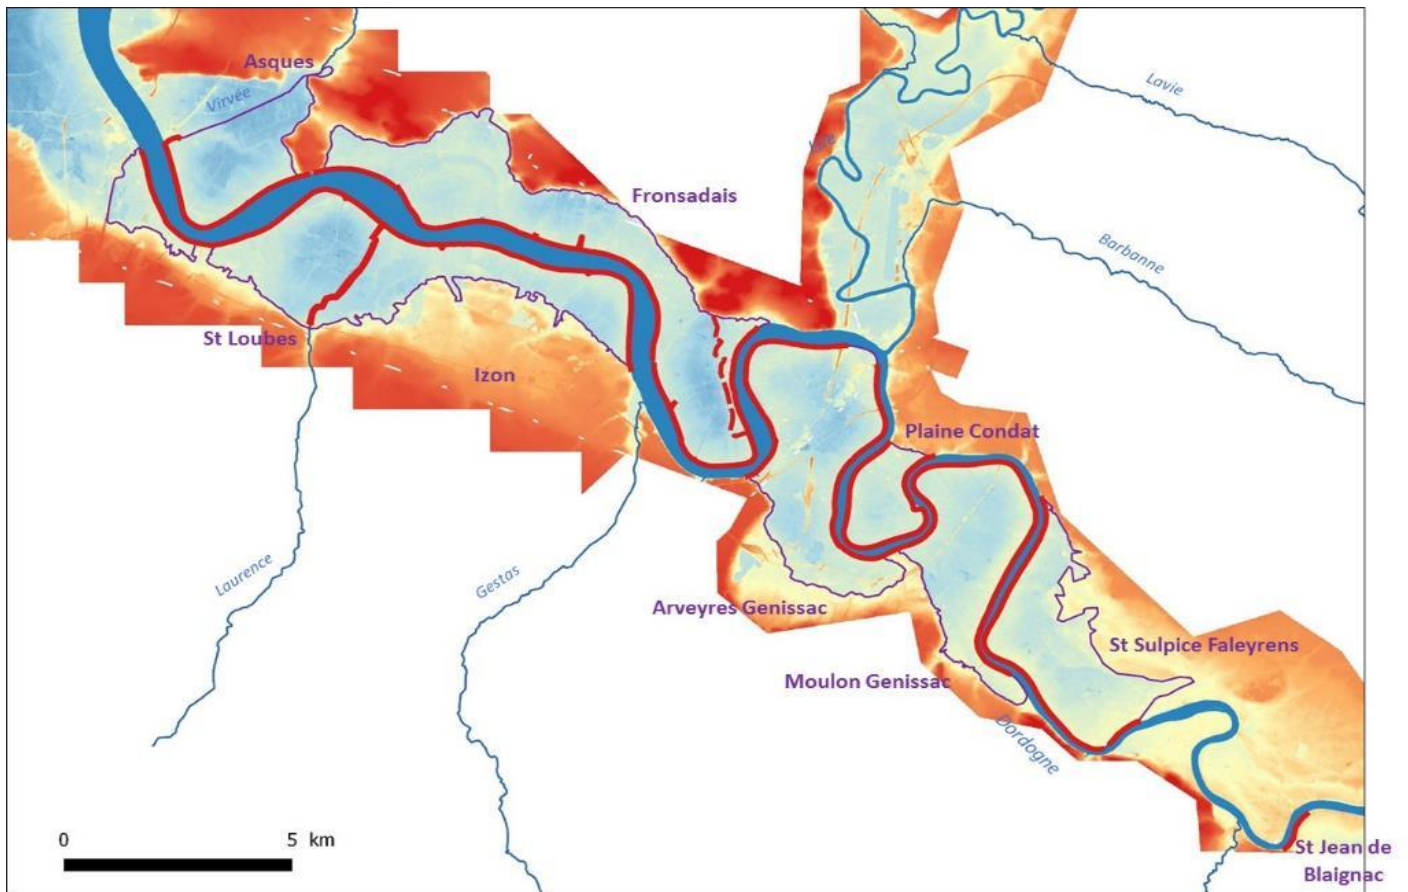 Asques
Virvée
Lavie
Isle
Fronsadais
Barbanne
St Loubes
Izon
Plaine Condat
Laurence
Gestas
Arveyres Genissac
St Sulpice Faleyrens
Moulon Genissac
Dordogne
0 5 km
St Jean de
Blaignac